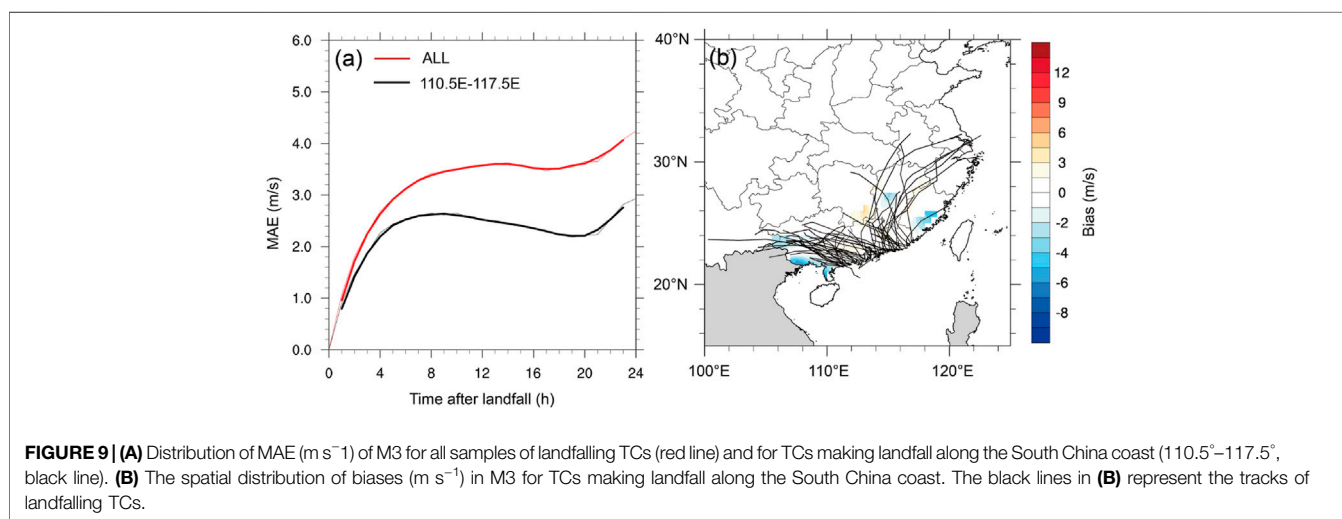 (a)
ALL
110.5E-117.5E
6.0
5.0
4.0
3.0
2.0
1.0
0.0
MAE (m/s)
0 4 8 12 16 20 24
Time after landfall (h)
(b)
40°N
30°N
20°N
100°E 110°E 120°E
12
9
6
3
0
-2
-4
-6
-8
Bias (m/s)
FIGURE 9 | (A) Distribution of MAE (m s−1) of M3 for all samples of landfalling TCs (red line) and for TCs making landfall along the South China coast (110.5°–117.5°,
black line). (B) The spatial distribution of biases (m s−1) in M3 for TCs making landfall along the South China coast. The black lines in (B) represent the tracks of
landfalling TCs.